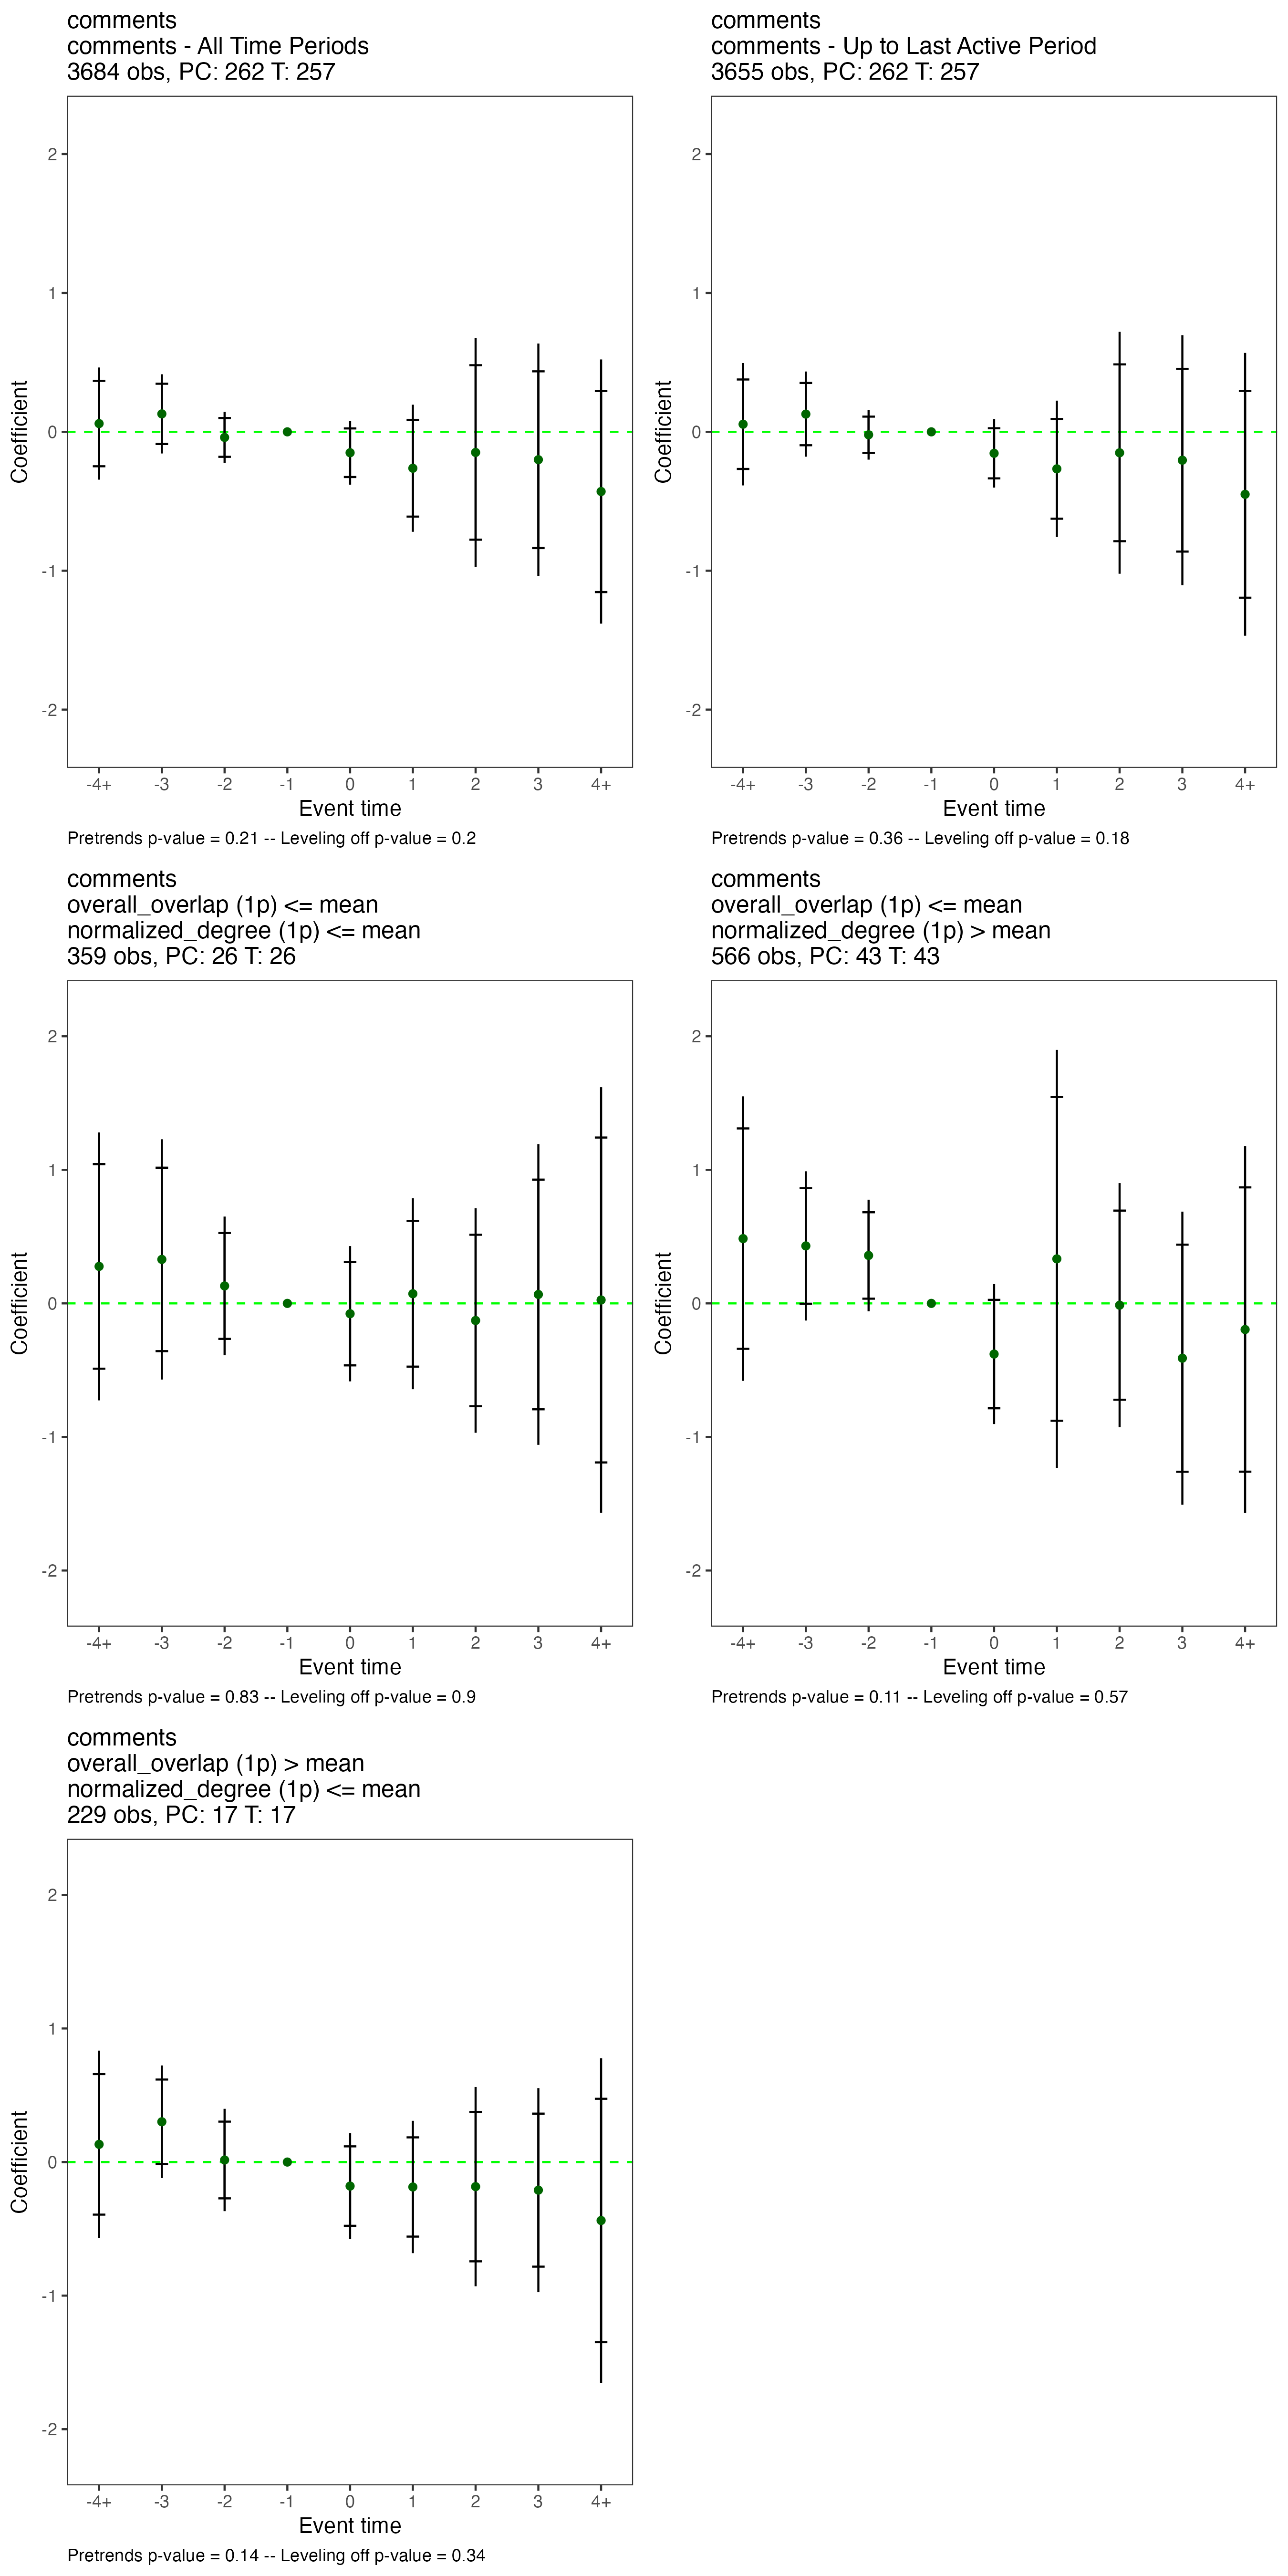 comments
comments - All Time Periods
3684 obs, PC: 262 T: 257
2
1
0
-1
-2
Coefficient
-4+ -3 -2 -1 0 1 2 3 4+
Event time
Pretrends p-value = 0.21 -- Leveling off p-value = 0.2
comments
comments - Up to Last Active Period
3655 obs, PC: 262 T: 257
2
1
0
-1
-2
Coefficient
-4+ -3 -2 -1 0 1 2 3 4+
Event time
Pretrends p-value = 0.36 -- Leveling off p-value = 0.18
comments
overall_overlap (1p) <= mean
normalized_degree (1p) <= mean
359 obs, PC: 26 T: 26
2
1
0
-1
-2
Coefficient
-4+ -3 -2 -1 0 1 2 3 4+
Event time
Pretrends p-value = 0.83 -- Leveling off p-value = 0.9
comments
overall_overlap (1p) <= mean
normalized_degree (1p) > mean
566 obs, PC: 43 T: 43
2
1
0
-1
-2
Coefficient
-4+ -3 -2 -1 0 1 2 3 4+
Event time
Pretrends p-value = 0.11 -- Leveling off p-value = 0.57
comments
overall_overlap (1p) > mean
normalized_degree (1p) <= mean
229 obs, PC: 17 T: 17
2
1
0
-1
-2
Coefficient
-4+ -3 -2 -1 0 1 2 3 4+
Event time
Pretrends p-value = 0.14 -- Leveling off p-value = 0.34